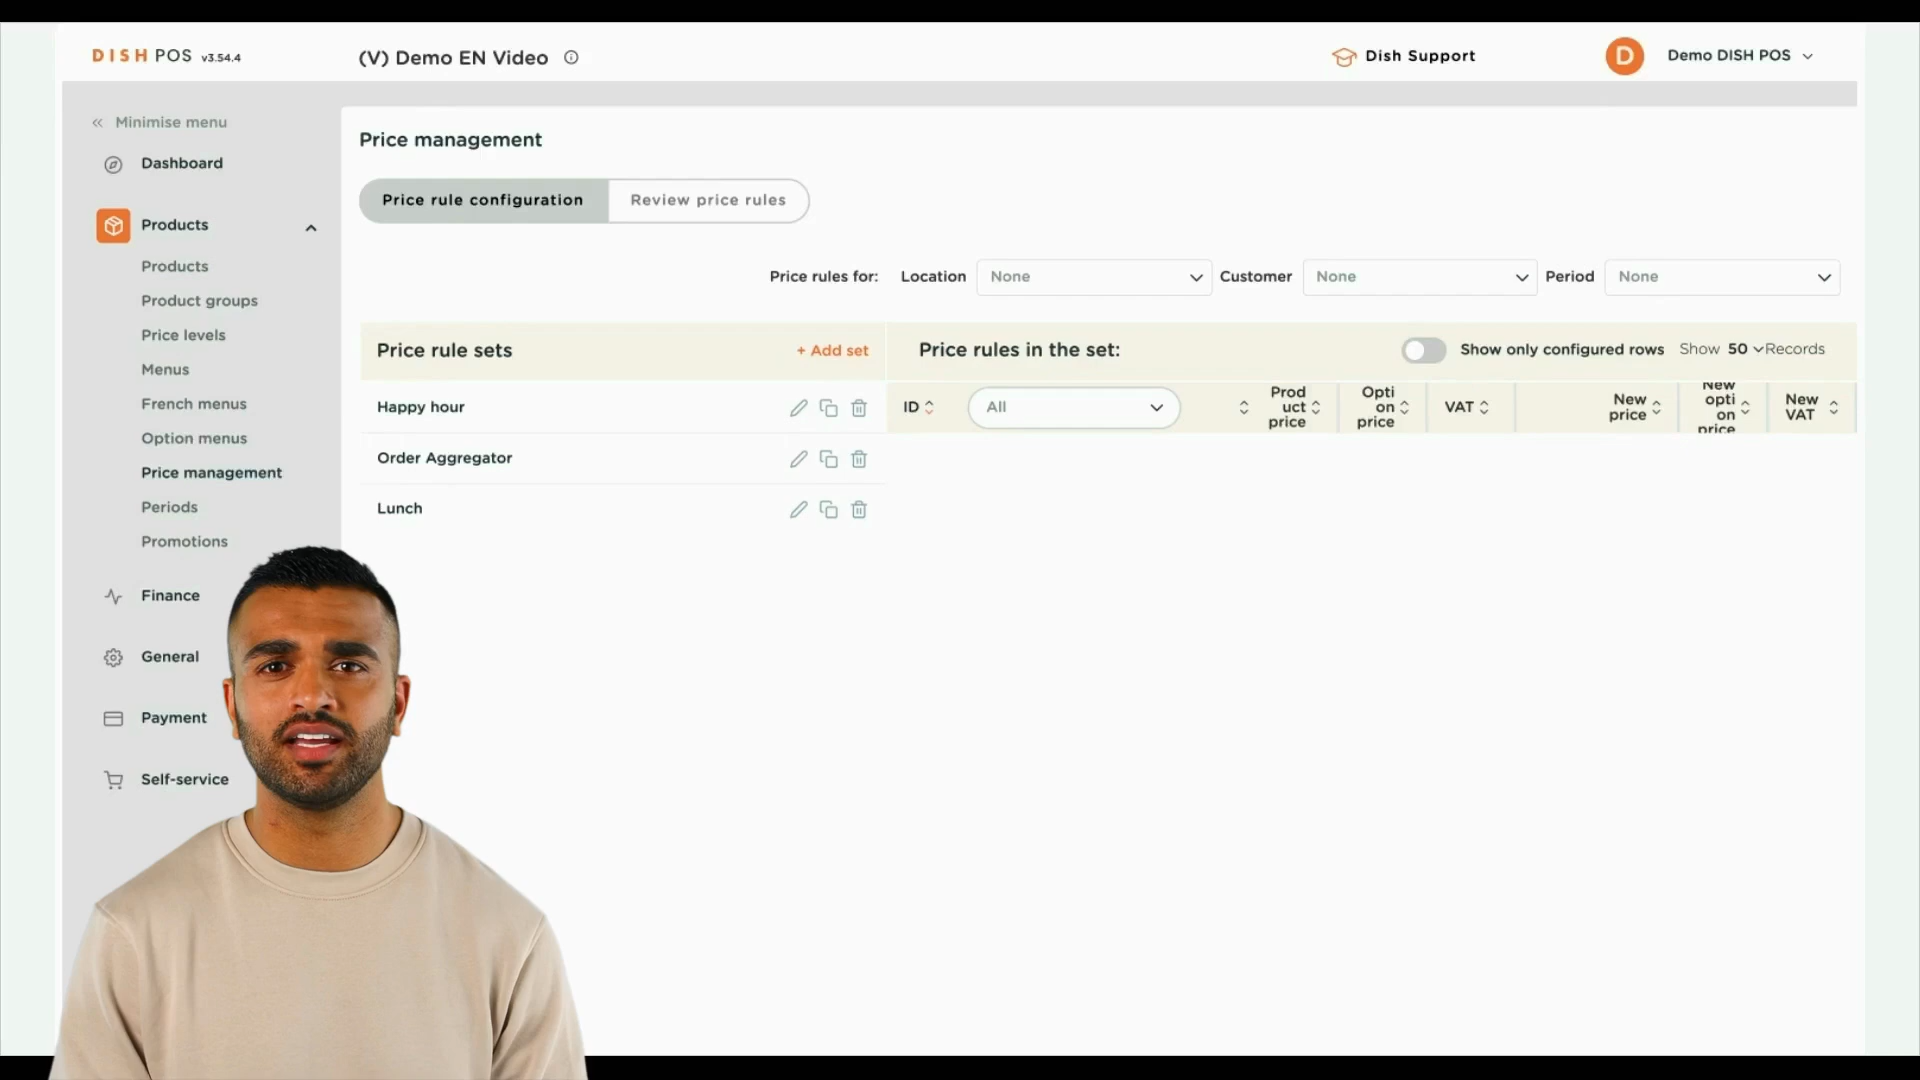 DISH POS v3.54.4
(V) Demo EN Video
Dish Support
D
Demo DISH POS
Minimise menu
Dashboard
Products
Products
Product groups
Price levels
Menus
French menus
Option menus
Price management
Periods
Promotions
Finance
General
Payment
Self-service
Price management
Price rule configuration
Review price rules
Price rules for:
Location
None
Customer
None
Period
None
Price rule sets
+ Add set
Happy hour
Order Aggregator
Lunch
Price rules in the set:
Show only configured rows
Show 50 Records
ID
All
Prod
uct
price
Opti
on
price
VAT
New
price
New
opti
on
price
New
VAT